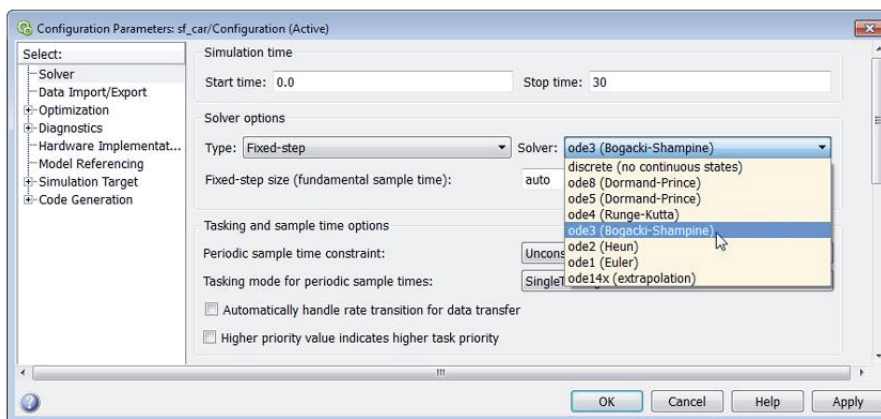 Configuration Parameters: sf_car/Configuration (Active)
Select:
Solver
Data Import/Export
Optimization
Diagnostics
Hardware Implementat...
Model Referencing
Simulation Target
Code Generation
Simulation time
Start time: 0.0 Stop time: 30
Solver options
Type: Fixed-step Solver: ode3 (Bogacki-Shampine)
discrete (no continuous states)
ode8 (Dormand-Prince)
ode5 (Dormand-Prince)
ode4 (Runge-Kutta)
ode3 (Bogacki-Shampine)
ode2 (Heun)
ode1 (Euler)
ode14x (extrapolation)
Fixed-step size (fundamental sample time): auto
Tasking and sample time options
Periodic sample time constraint: Uncons
Tasking mode for periodic sample times:
Automatically handle rate transition for data transfer
Higher priority value indicates higher task priority
OK Cancel Help Apply